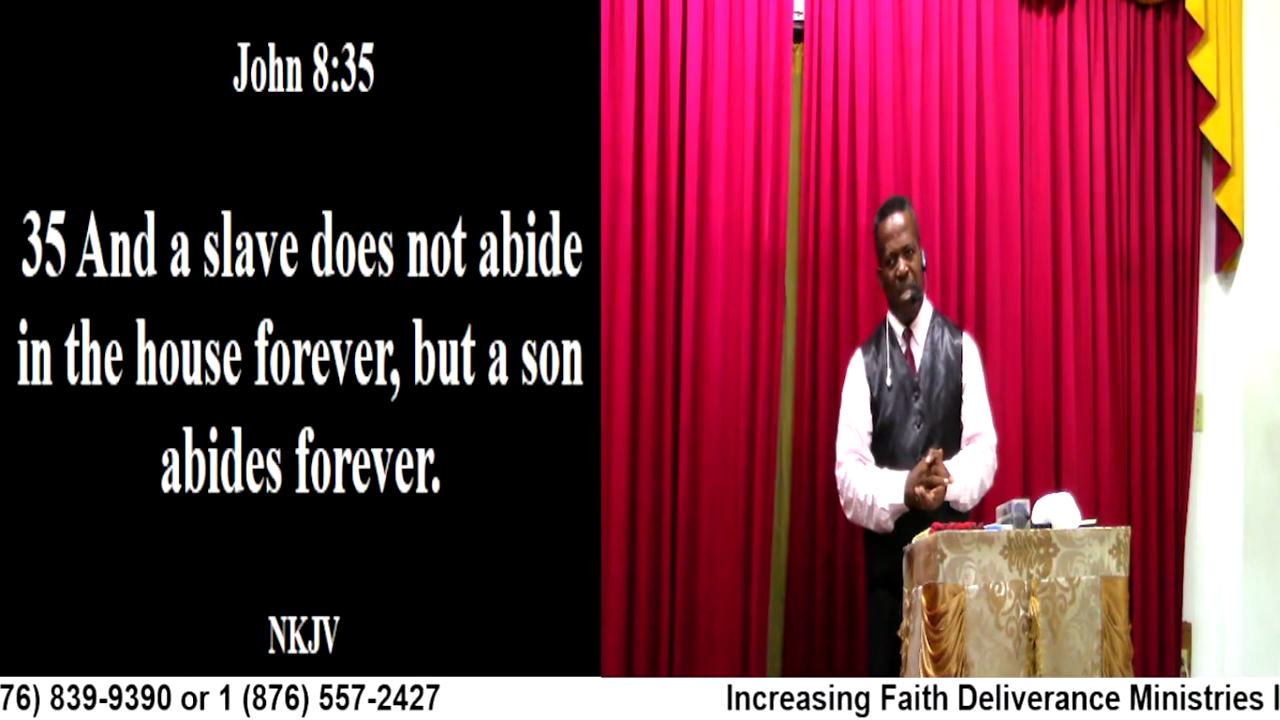 John 8:35
35 And a slave does not abide
in the house forever, but a son
abides forever.
NKJV
76) 839-9390 or 1 (876) 557-2427
Increasing Faith Deliverance Ministries I